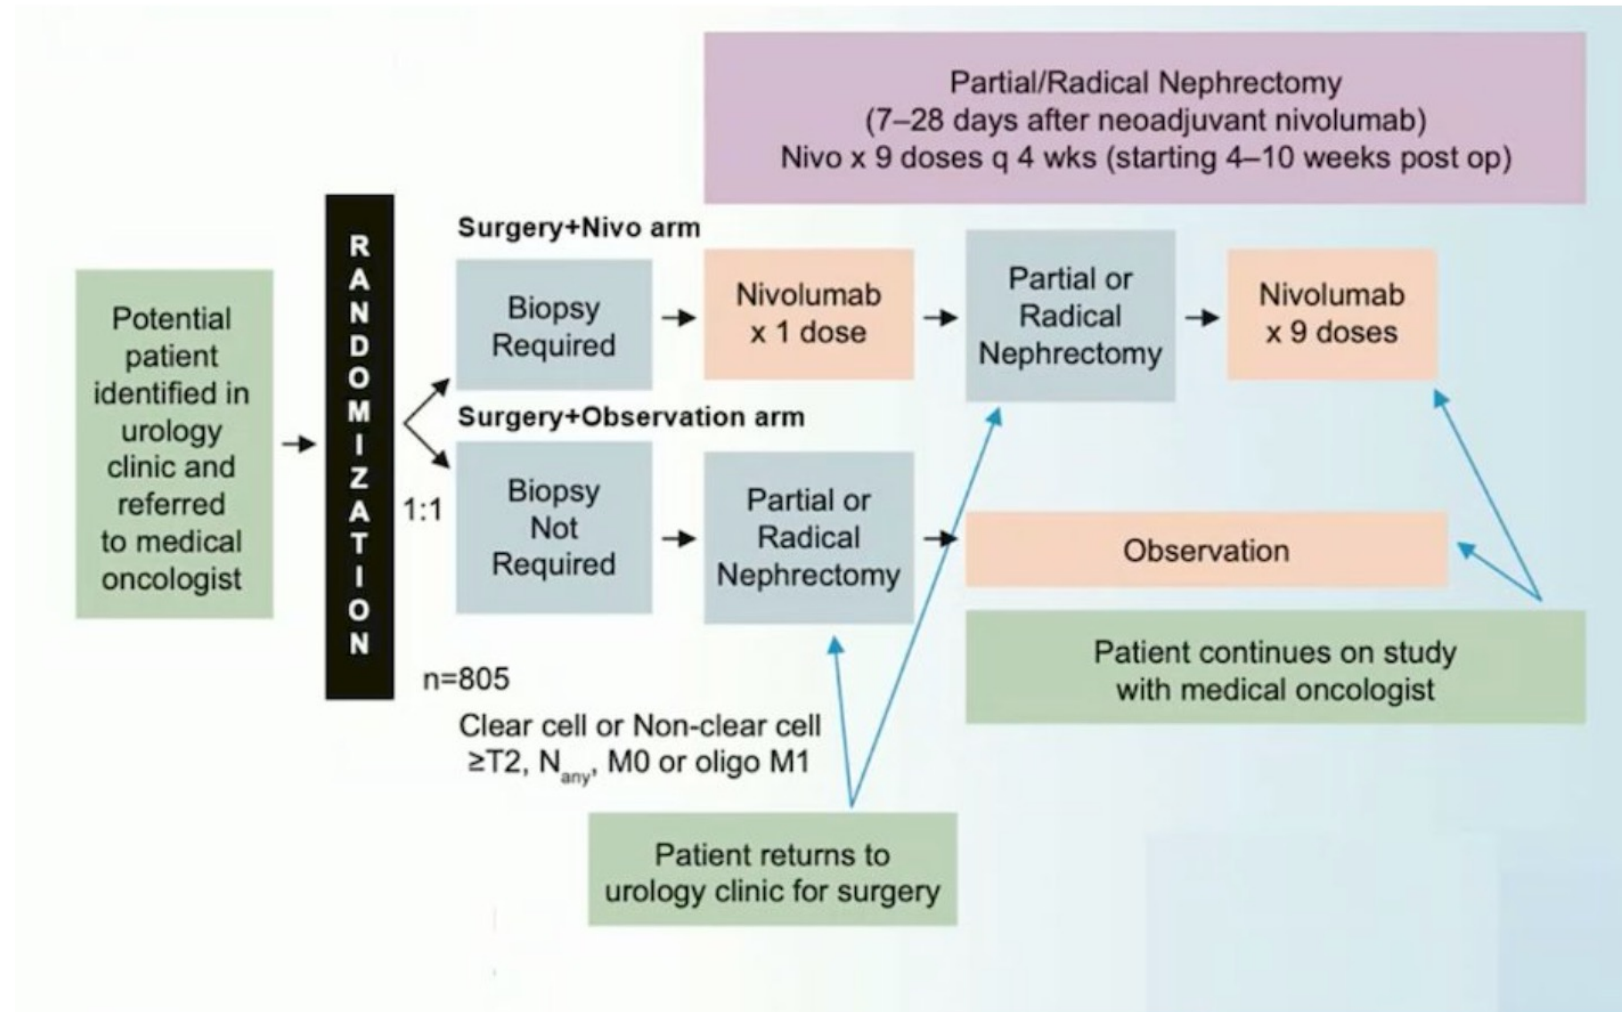 Partial/Radical Nephrectomy
(7–28 days after neoadjuvant nivolumab)
Nivo x 9 doses q 4 wks (starting 4–10 weeks post op)
Potential
patient
identified in
urology
clinic and
referred
to medical
oncologist
RANDOMIZATION
1:1
Surgery+Nivo arm
Biopsy
Required
Nivolumab
x 1 dose
Partial or
Radical
Nephrectomy
Nivolumab
x 9 doses
Surgery+Observation arm
Biopsy
Not
Required
Partial or
Radical
Nephrectomy
Observation
Patient continues on study
with medical oncologist
n=805
Clear cell or Non-clear cell
≥T2, Nany, M0 or oligo M1
Patient returns to
urology clinic for surgery